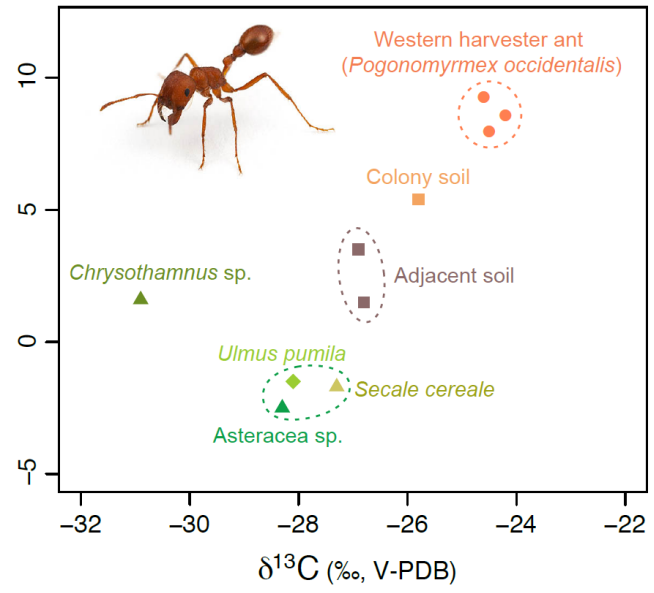 Western harvester ant
(Pogonomyrmex occidentalis)
10
Colony soil
5
Chrysothamnus sp.
Adjacent soil
0
Ulmus pumila
Secale cereale
Asteracea sp.
−5
−32 −30 −28 −26 −24 −22
δ¹³C (‰, V-PDB)